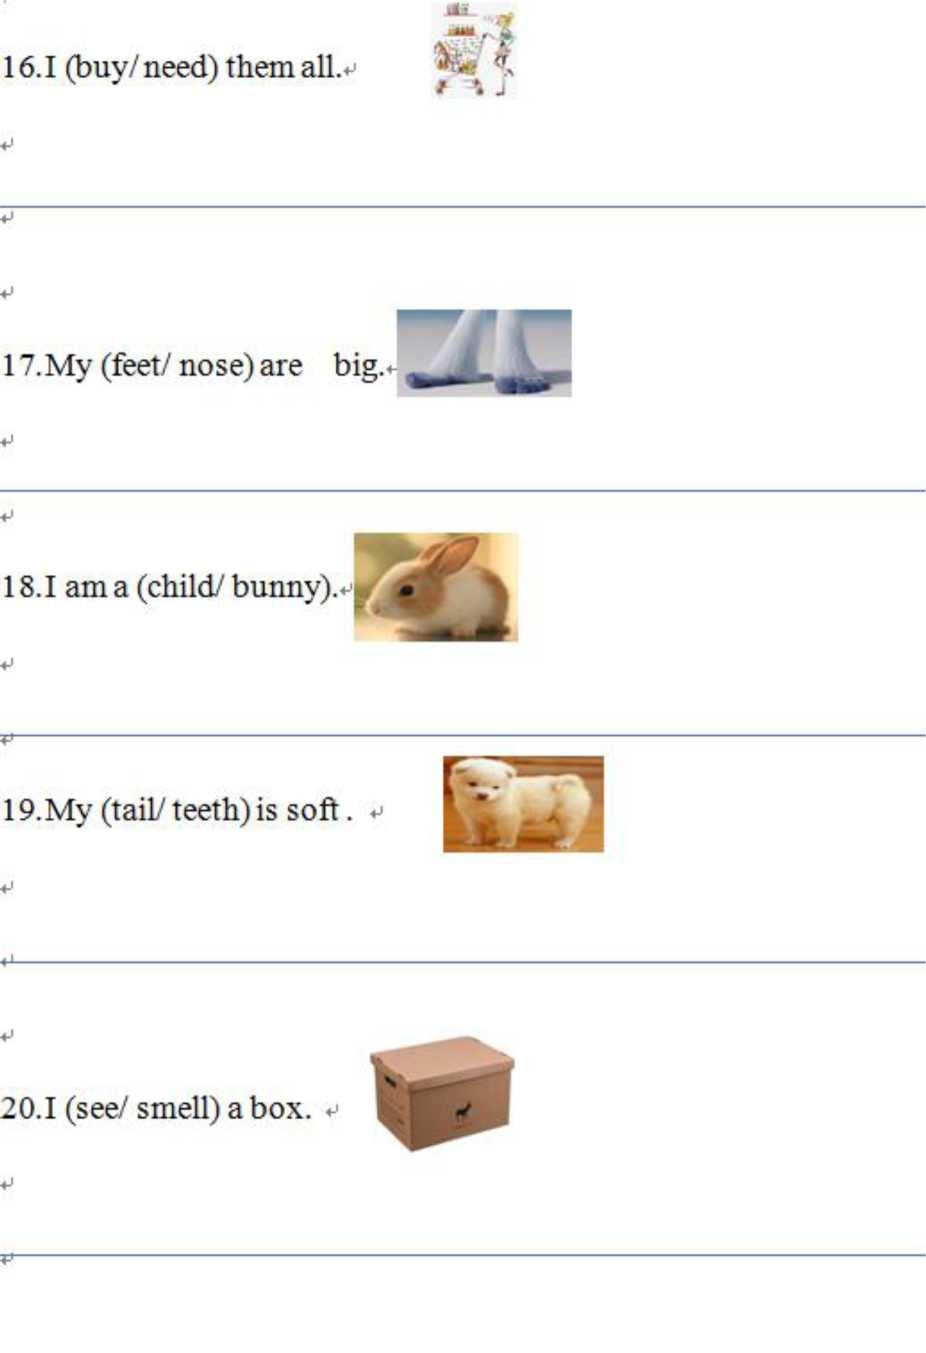 16.I (buy/ need) them all.
17.My (feet/ nose) are big.
18.I am a (child/ bunny).
19.My (tail/ teeth) is soft .
20.I (see/ smell) a box.